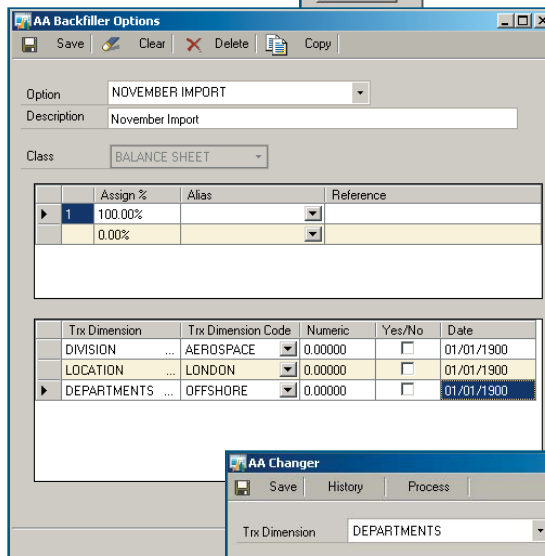 AA Backfiller Options
Save Clear Delete Copy
Option NOVEMBER IMPORT
Description November Import
Class BALANCE SHEET
Assign % Alias Reference
1 100.00%
0.00%
Trx Dimension Trx Dimension Code Numeric Yes/No Date
DIVISION ... AEROSPACE 0.00000 01/01/1900
LOCATION ... LONDON 0.00000 01/01/1900
DEPARTMENTS ... OFFSHORE 0.00000 01/01/1900
AA Changer
Save History Process
Trx Dimension DEPARTMENTS